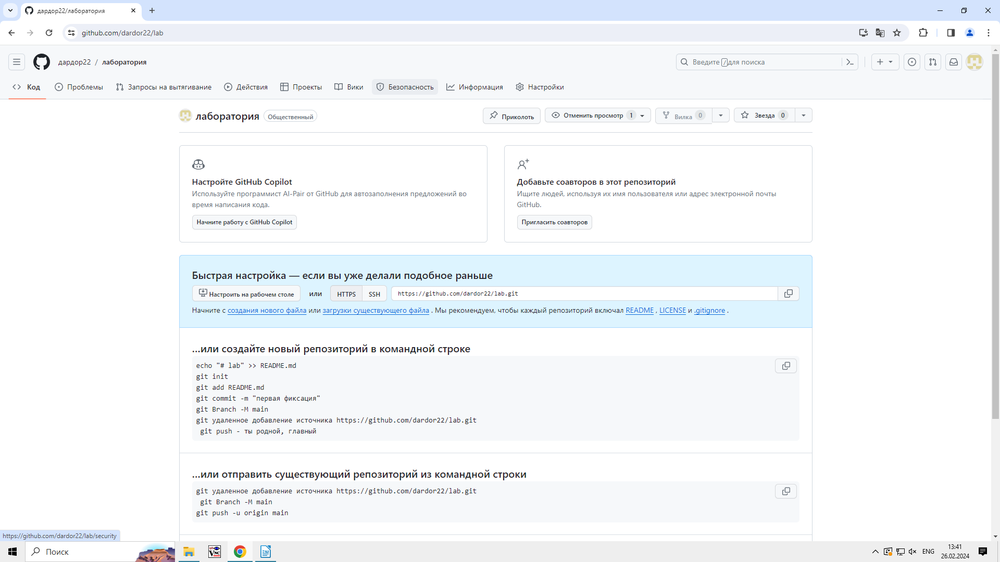 дардор22/лаборатория
github.com/dardor22/lab
дардор22 / лаборатория
Введите / для поиска
Код
Проблемы
Запросы на вытягивание
Действия
Проекты
Вики
Безопасность
Информация
Настройки
лаборатория
Общественный
Приколоть
Отменить просмотр 1
Вилка 0
Звезда 0
Настройте GitHub Copilot
Используйте программист AI-Pair от GitHub для автозаполнения предложений во
время написания кода.
Начните работу с GitHub Copilot
Добавьте соавторов в этот репозиторий
Ищите людей, используя их имя пользователя или адрес электронной почты
GitHub.
Пригласить соавторов
Быстрая настройка — если вы уже делали подобное раньше
Настроить на рабочем столе или HTTPS SSH https://github.com/dardor22/lab.git
Начните с создания нового файла или загрузки существующего файла . Мы рекомендуем, чтобы каждый репозиторий включал README , LICENSE и .gitignore .
...или создайте новый репозиторий в командной строке
echo "# lab" >> README.md
git init
git add README.md
git commit -m "первая фиксация"
git Branch -M main
git удаленное добавление источника https://github.com/dardor22/lab.git
git push - ты родной, главный
...или отправить существующий репозиторий из командной строки
git удаленное добавление источника https://github.com/dardor22/lab.git
git Branch -M main
git push -u origin main
https://github.com/dardor22/lab/security
Поиск
VNC
ENG
13:41
26.02.2024